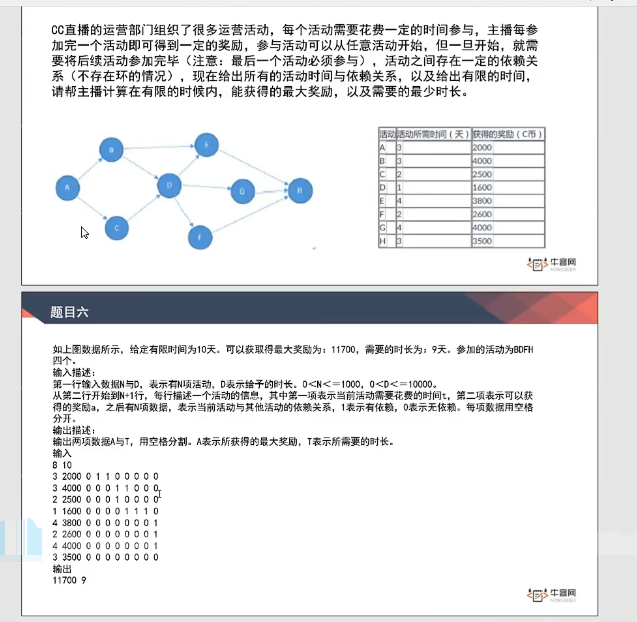 CC直播的运营部门组织了很多运营活动，每个活动需要花费一定的时间参与，主播每参
加完一个活动即可得到一定的奖励，参与活动可以从任意活动开始，但一旦开始，就需
要将后续活动参加完毕（注意：最后一个活动必须参与），活动之间存在一定的依赖关
系（不存在环的情况），现在给出所有的活动时间与依赖关系，以及给出有限的时间，
请帮主播计算在有限的时候内，能获得的最大奖励，以及需要的最少时长。
A
B
C
D
E
F
G
H
活动 活动所需时间（天） 获得的奖励（C币）
A 3 2000
B 3 4000
C 2 2500
D 1 1600
E 4 3800
F 2 2600
G 4 4000
H 3 3500
牛客网
题目六
如上图数据所示，给定有限时间为10天。可以获取得最大奖励为：11700，需要的时长为：9天。参加的活动为BDFH
四个。
输入描述：
第一行输入数据N与D，表示有N项活动，D表示给予的时长。0<N<=1000，0<D<=10000。
从第二行开始到N+1行，每行描述一个活动的信息，其中第一项表示当前活动需要花费的时间t，第二项表示可以获
得的奖励a，之后有N项数据，表示当前活动与其他活动的依赖关系，1表示有依赖，0表示无依赖。每项数据用空格
分开。
输出描述：
输出两项数据A与T，用空格分割。A表示所获得的最大奖励，T表示所需要的时长。
输入
8 10
3 2000 0 1 1 0 0 0 0 0
3 4000 0 0 0 1 1 0 0 0
2 2500 0 0 0 1 0 0 0 0
1 1600 0 0 0 0 1 1 1 0
4 3800 0 0 0 0 0 0 0 1
2 2600 0 0 0 0 0 0 0 1
4 4000 0 0 0 0 0 0 0 1
3 3500 0 0 0 0 0 0 0 0
输出
11700 9
牛客网